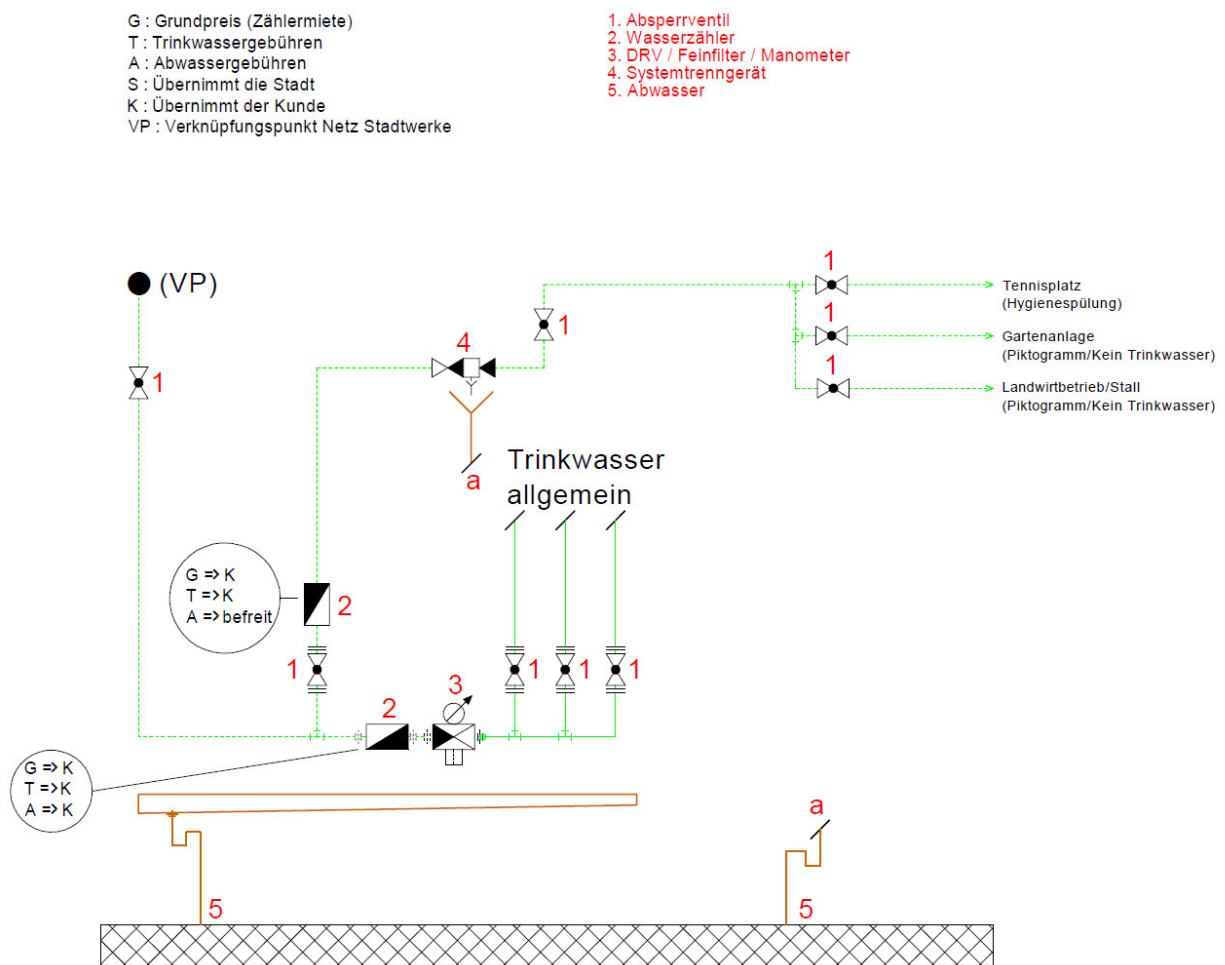 G : Grundpreis (Zählermiete)
T : Trinkwassergebühren
A : Abwassergebühren
S : Übernimmt die Stadt
K : Übernimmt der Kunde
VP : Verknüpfungspunkt Netz Stadtwerke
1. Absperrventil
2. Wasserzähler
3. DRV / Feinfilter / Manometer
4. Systemtrenngerät
5. Abwasser
(VP)
1
1
4
1
Tennisplatz
(Hygienespülung)
1
Gartenanlage
(Piktogramm/Kein Trinkwasser)
1
Landwirtbetrieb/Stall
(Piktogramm/Kein Trinkwasser)
a
Trinkwasser
allgemein
G => K
T => K
A => befreit
2
1
1
1
1
2
3
G => K
T => K
A => K
a
5
5